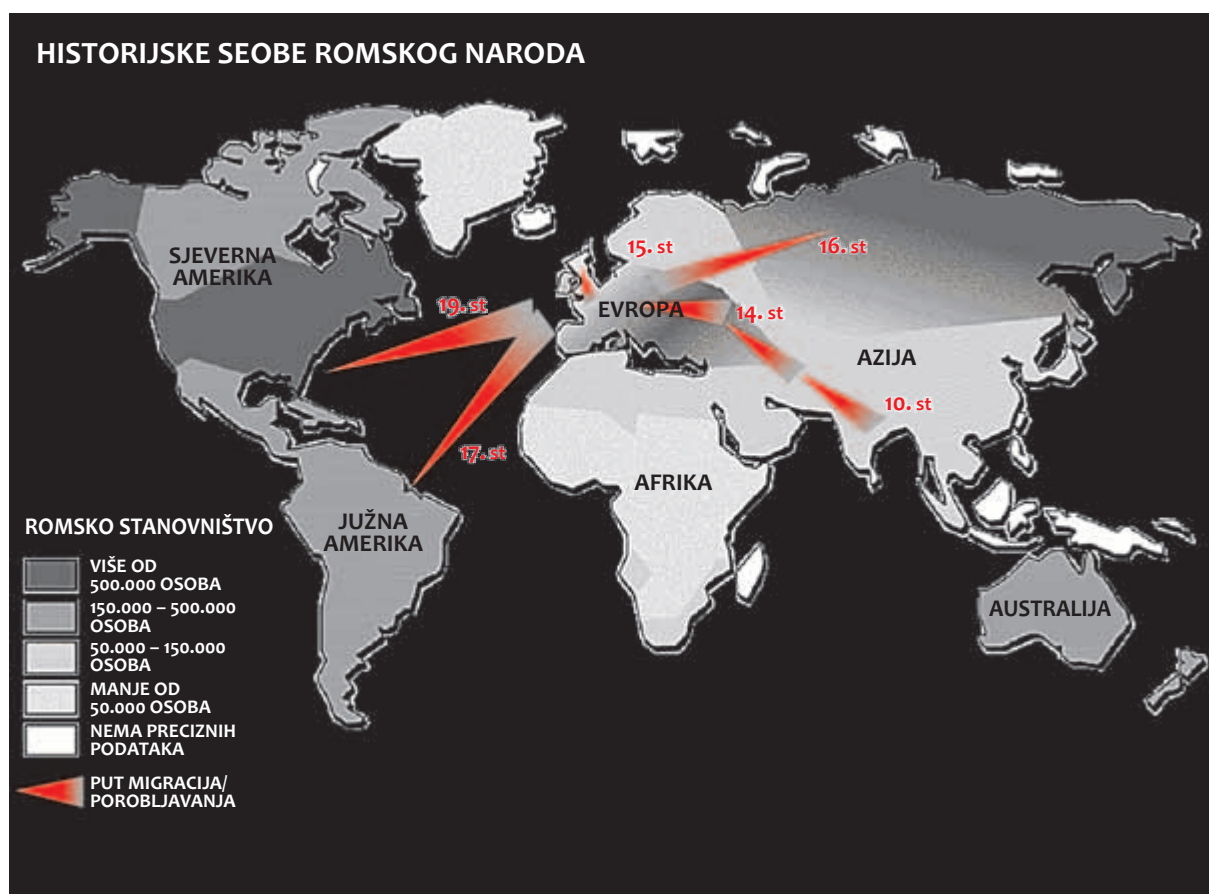 HISTORIJSKE SEOBE ROMSKOG NARODA
SJEVERNA
AMERIKA
15. st
16. st
19. st
EVROPA
14. st
AZIJA
10. st
17. st
AFRIKA
JUŽNA
AMERIKA
AUSTRALIJA
ROMSKO STANOVNIŠTVO
VIŠE OD
500.000 OSOBA
150.000 – 500.000
OSOBA
50.000 – 150.000
OSOBA
MANJE OD
50.000 OSOBA
NEMA PRECIZNIH
PODATAKA
PUT MIGRACIJA/
POROBLJAVANJA